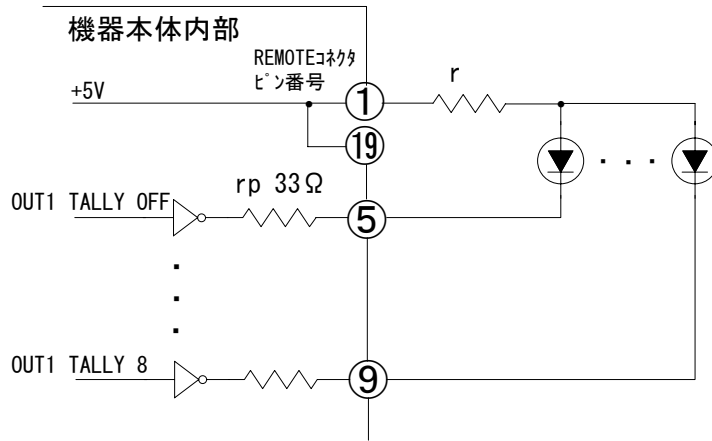 機器本体内部
REMOTEｺﾈｸﾀ
ﾋﾟﾝ番号
r
+5V
1
19
rp 33Ω
OUT1 TALLY OFF
5
OUT1 TALLY 8
9